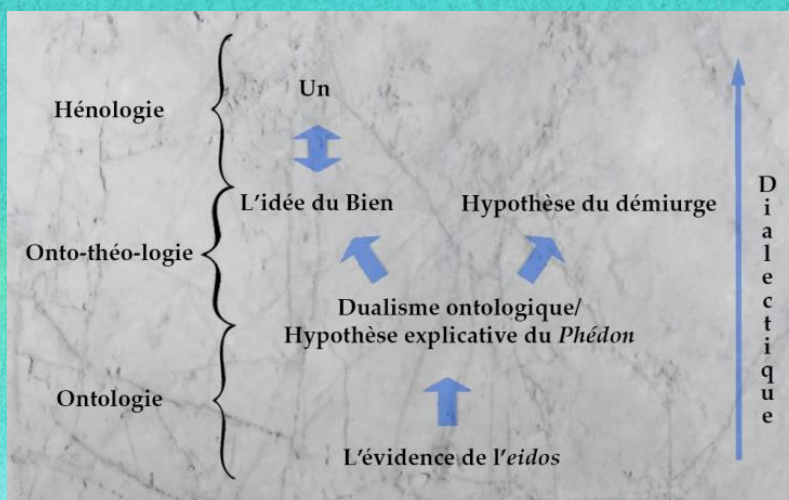 Un
Hénologie
L'idée du Bien
Hypothèse du démiurge
Onto-théo-logie
Dualisme ontologique/
Hypothèse explicative du Phédon
Ontologie
L'évidence de l'eidos
Dialectique